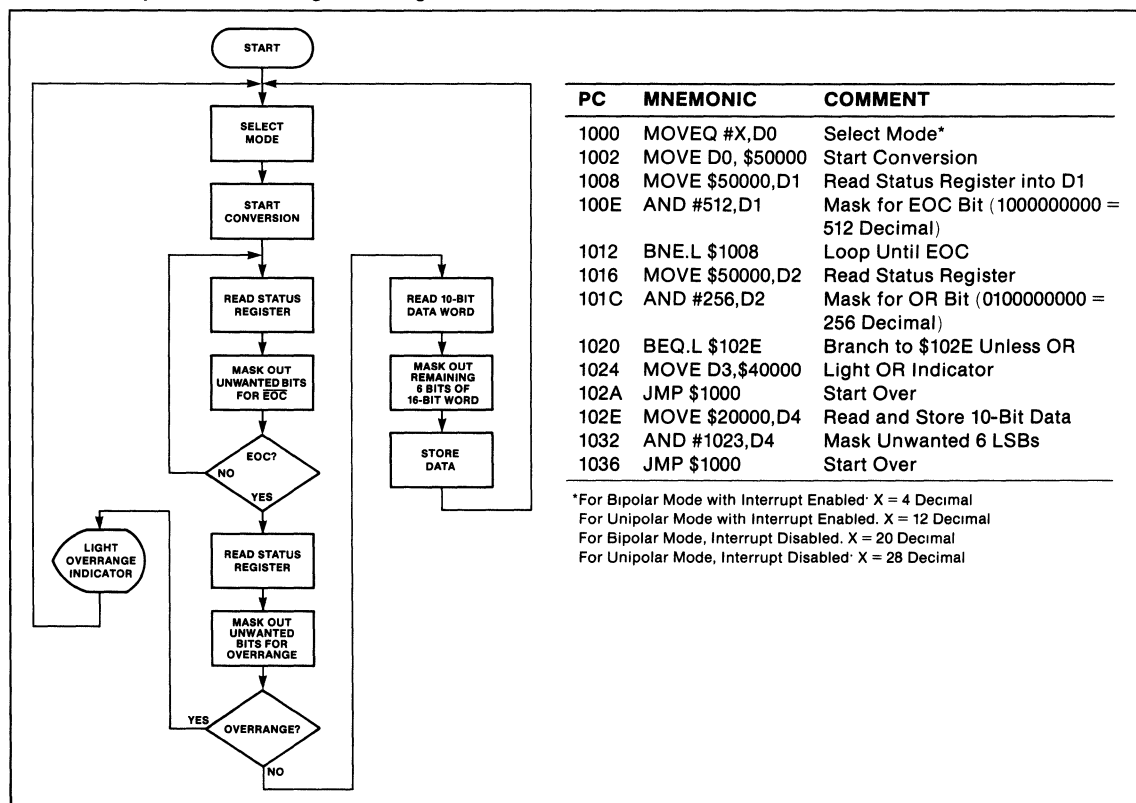 START
SELECT
MODE
START
CONVERSION
READ STATUS
REGISTER
MASK OUT
UNWANTED BITS
FOR EOC
EOC?
NO
YES
READ STATUS
REGISTER
MASK OUT
UNWANTED
BITS FOR
OVERRANGE
OVERRANGE?
YES
NO
LIGHT
OVERRANGE
INDICATOR
READ 10-BIT
DATA WORD
MASK OUT
REMAINING
6 BITS OF
16-BIT WORD
STORE
DATA
PC MNEMONIC COMMENT
1000 MOVEQ #X,D0 Select Mode*
1002 MOVE D0, $50000 Start Conversion
1008 MOVE $50000,D1 Read Status Register into D1
100E AND #512,D1 Mask for EOC Bit (1000000000 =
512 Decimal)
1012 BNE.L $1008 Loop Until EOC
1016 MOVE $50000,D2 Read Status Register
101C AND #256,D2 Mask for OR Bit (0100000000 =
256 Decimal)
1020 BEQ.L $102E Branch to $102E Unless OR
1024 MOVE D3,$40000 Light OR Indicator
102A JMP $1000 Start Over
102E MOVE $20000,D4 Read and Store 10-Bit Data
1032 AND #1023,D4 Mask Unwanted 6 LSBs
1036 JMP $1000 Start Over
*For Bipolar Mode with Interrupt Enabled· X = 4 Decimal
For Unipolar Mode with Interrupt Enabled. X = 12 Decimal
For Bipolar Mode, Interrupt Disabled. X = 20 Decimal
For Unipolar Mode, Interrupt Disabled· X = 28 Decimal